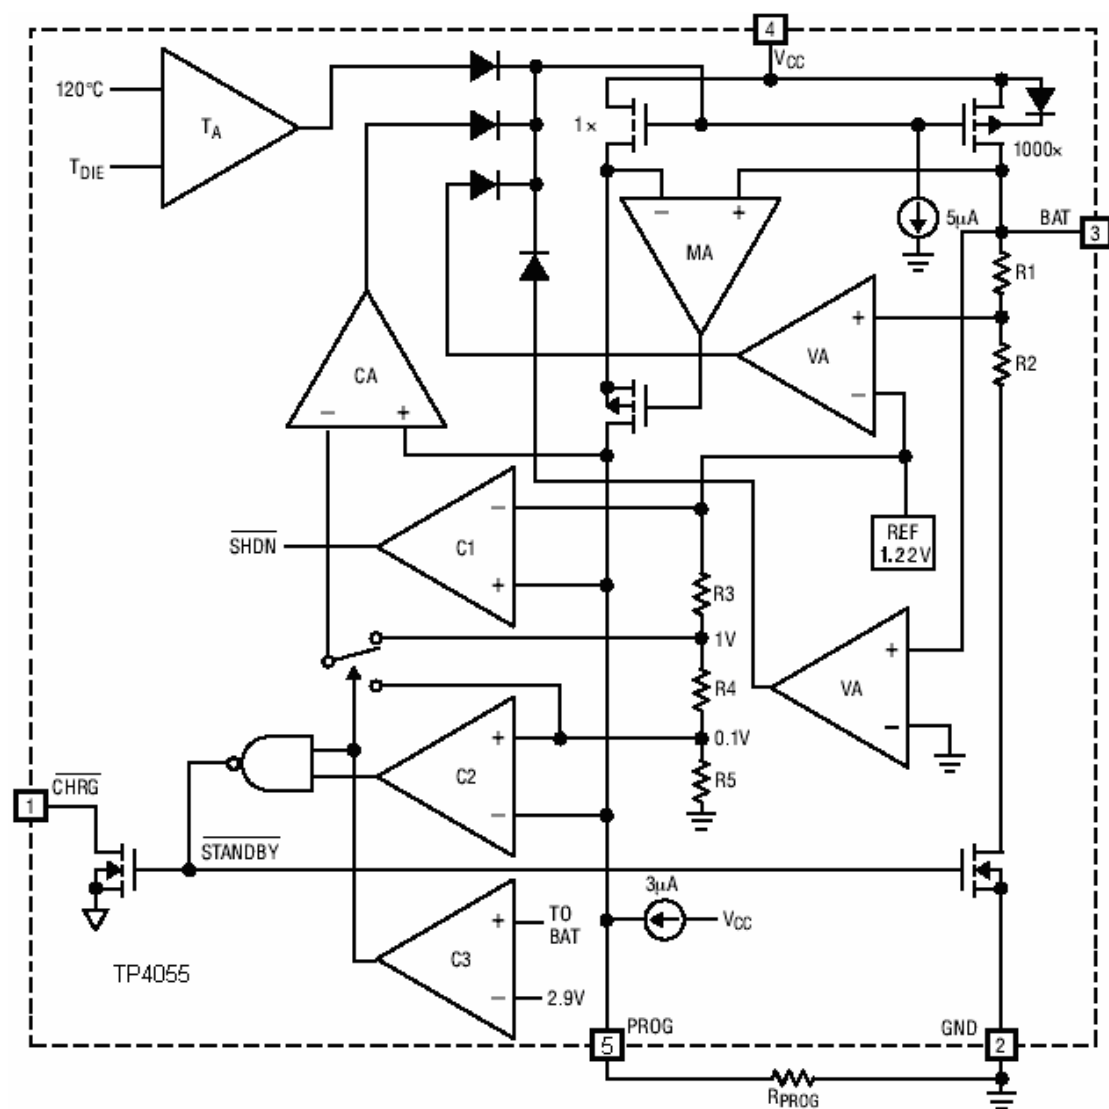 4
VCC
120°C
TA
TDIE
1×
1000×
5µA
BAT
3
− +
MA
R1
+
VA
−
R2
CA
− +
REF
1.22V
−
C1
+
SHDN
R3
1V
R4
0.1V
R5
+
VA
−
+
C2
−
CHRG
1
STANDBY
3µA
VCC
+
C3
−
TO
BAT
2.9V
TP4055
PROG
5
GND
2
RPROG